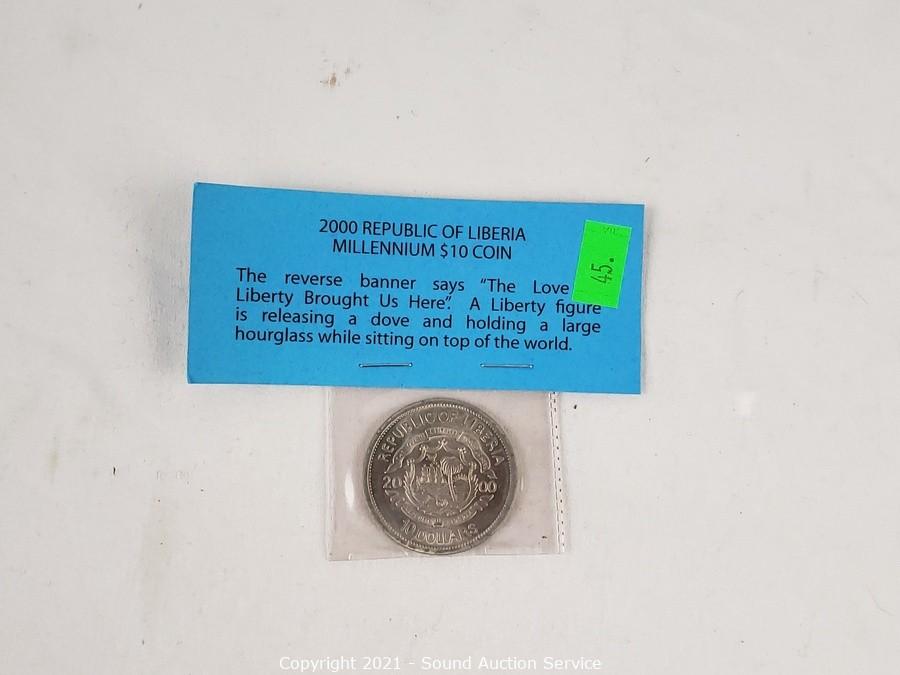 2000 REPUBLIC OF LIBERIA
MILLENNIUM $10 COIN
The reverse banner says “The Love
Liberty Brought Us Here”. A Liberty figure
is releasing a dove and holding a large
hourglass while sitting on top of the world.
45.
REPUBLIC OF LIBERIA
20 00
10 DOLLARS
Copyright 2021 - Sound Auction Service